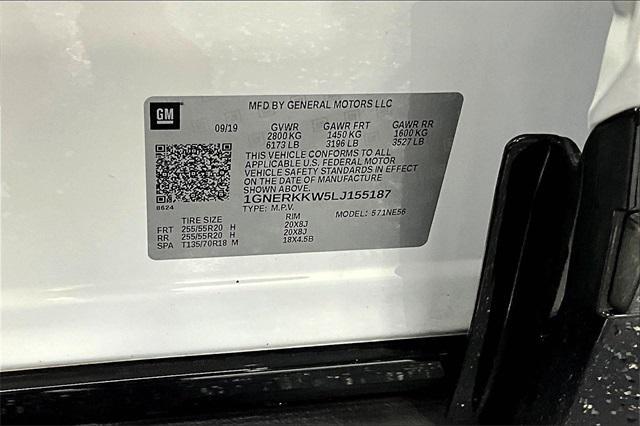 GM
MFD BY GENERAL MOTORS LLC
09/19 GVWR GAWR FRT GAWR RR
2800 KG 1450 KG 1600 KG
6173 LB 3196 LB 3527 LB
THIS VEHICLE CONFORMS TO ALL
APPLICABLE U.S. FEDERAL MOTOR
VEHICLE SAFETY STANDARDS IN EFFECT
ON THE DATE OF MANUFACTURE
SHOWN ABOVE.
1GNERKKW5LJ155187
8624
TYPE: M.P.V. MODEL: 571NE56
TIRE SIZE RIM
FRT 255/55R20 H 20X8J
RR 255/55R20 H 20X8J
SPA T135/70R18 M 18X4.5B